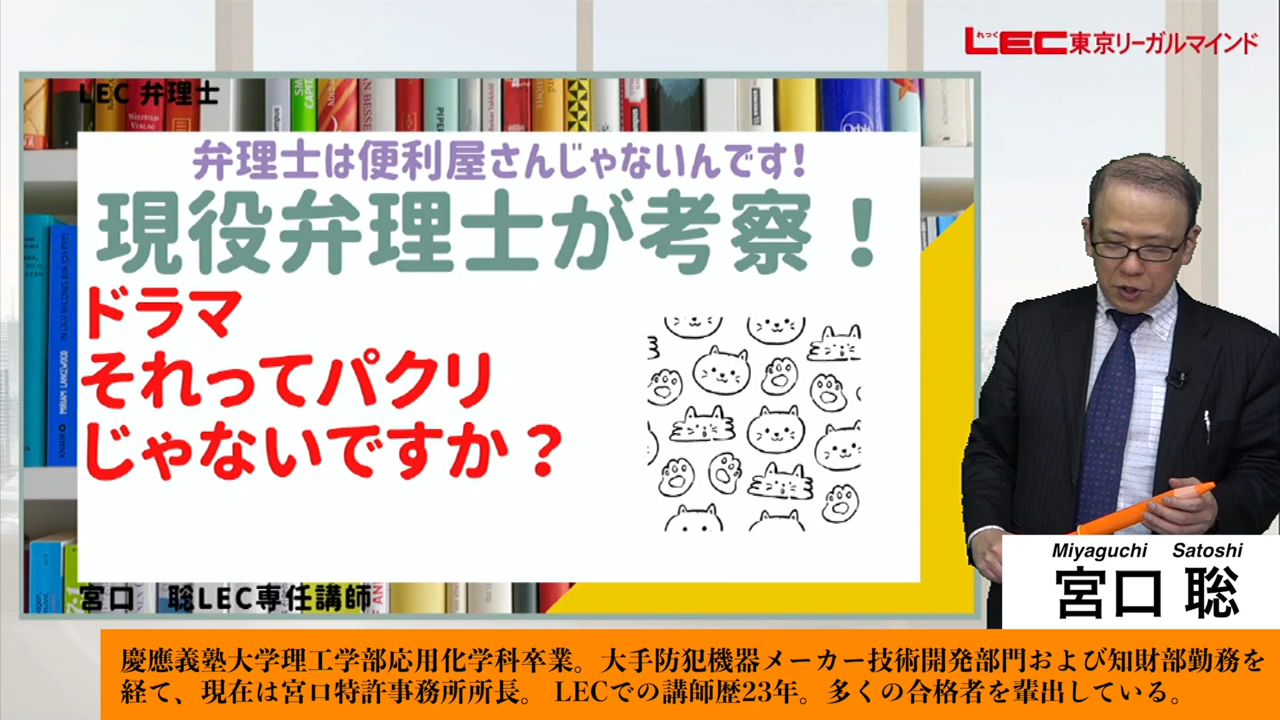 れっく
LEC東京リーガルマインド
LEC 弁理士
弁理士は便利屋さんじゃないんです!
現役弁理士が考察！
ドラマ
それってパクリ
じゃないですか？
宮口　聡LEC専任講師
Miyaguchi Satoshi
宮口 聡
慶應義塾大学理工学部応用化学科卒業。大手防犯機器メーカー技術開発部門および知財部勤務を
経て、現在は宮口特許事務所所長。 LECでの講師歴23年。多くの合格者を輩出している。
Orbis
MIRIAM LANCEWOOD